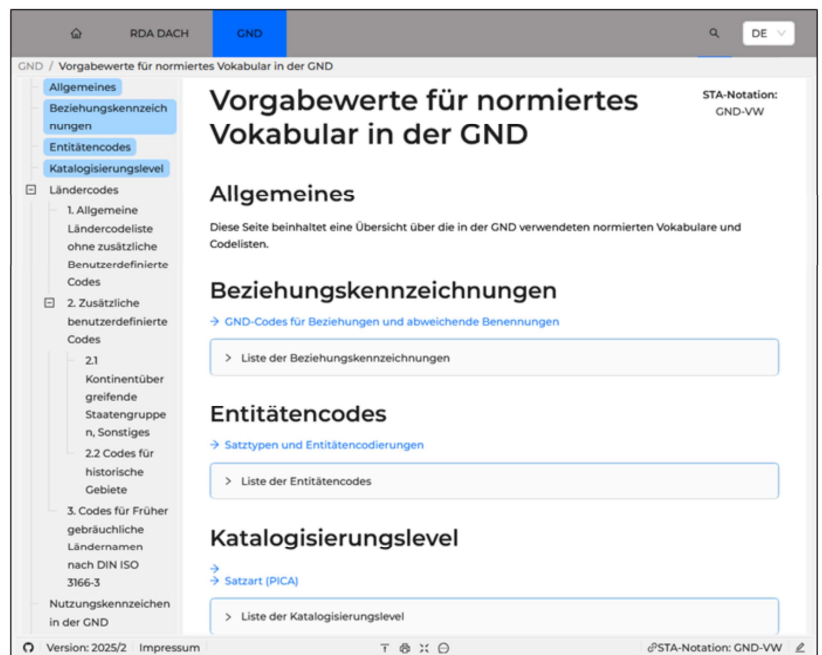 RDA DACH
GND
DE
GND / Vorgabewerte für normiertes Vokabular in der GND
Allgemeines
Beziehungskennzeich
nungen
Entitätencodes
Katalogisierungslevel
Ländercodes
1. Allgemeine
Ländercodeliste
ohne zusätzliche
Benutzerdefinierte
Codes
2. Zusätzliche
benutzerdefinierte
Codes
2.1
Kontinentüber
greifende
Staatengruppe
n, Sonstiges
2.2 Codes für
historische
Gebiete
3. Codes für Früher
gebräuchliche
Ländernamen
nach DIN ISO
3166-3
Nutzungskennzeichen
in der GND
Vorgabewerte für normiertes
Vokabular in der GND
STA-Notation:
GND-VW
Allgemeines
Diese Seite beinhaltet eine Übersicht über die in der GND verwendeten normierten Vokabulare und
Codelisten.
Beziehungskennzeichnungen
→ GND-Codes für Beziehungen und abweichende Benennungen
> Liste der Beziehungskennzeichnungen
Entitätencodes
→ Satztypen und Entitätencodierungen
> Liste der Entitätencodes
Katalogisierungslevel
→
→ Satzart (PICA)
> Liste der Katalogisierungslevel
Version: 2025/2 Impressum
STA-Notation: GND-VW